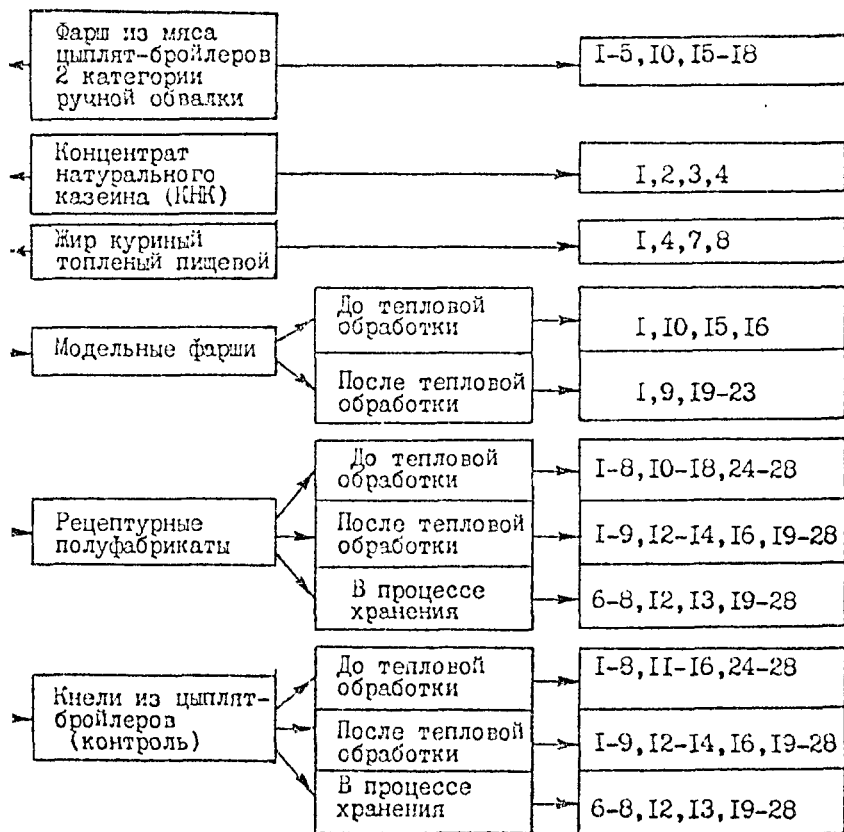 Фарш из мяса
цыплят-бройлеров
2 категории
ручной обвалки
I-5,I0,I5-I8
Концентрат
натурального
казеина (КНК)
I,2,3,4
Жир куриный
топленый пищевой
I,4,7,8
Модельные фарши
До тепловой
обработки
I,I0,I5,I6
После тепловой
обработки
I,9,I9-23
Рецептурные
полуфабрикаты
До тепловой
обработки
I-8,I0-I8,24-28
После тепловой
обработки
I-9,I2-I4,I6,I9-28
В процессе
хранения
6-8,I2,I3,I9-28
Кнели из цыплят-
бройлеров
(контроль)
До тепловой
обработки
I-8,II-I6,24-28
После тепловой
обработки
I-9,I2-I4,I6,I9-28
В процессе
хранения
6-8,I2,I3,I9-28